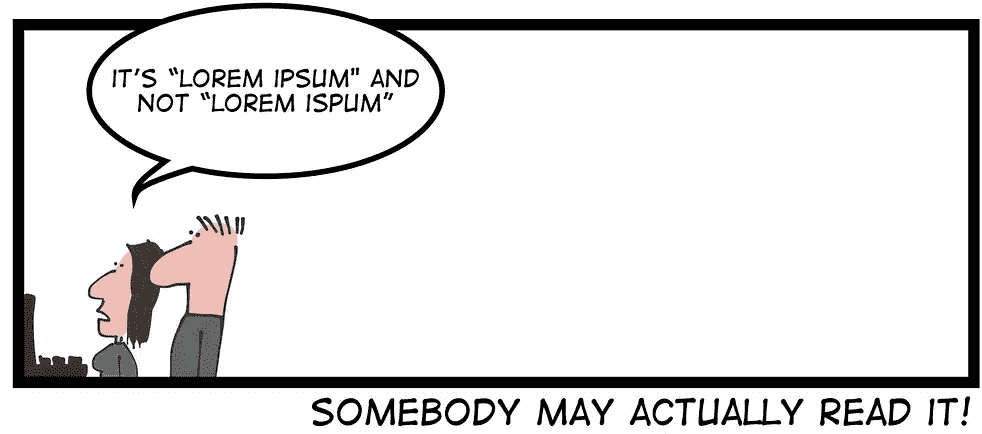 IT'S "LOREM IPSUM" AND
NOT "LOREM ISPUM"
SOMEBODY MAY ACTUALLY READ IT!